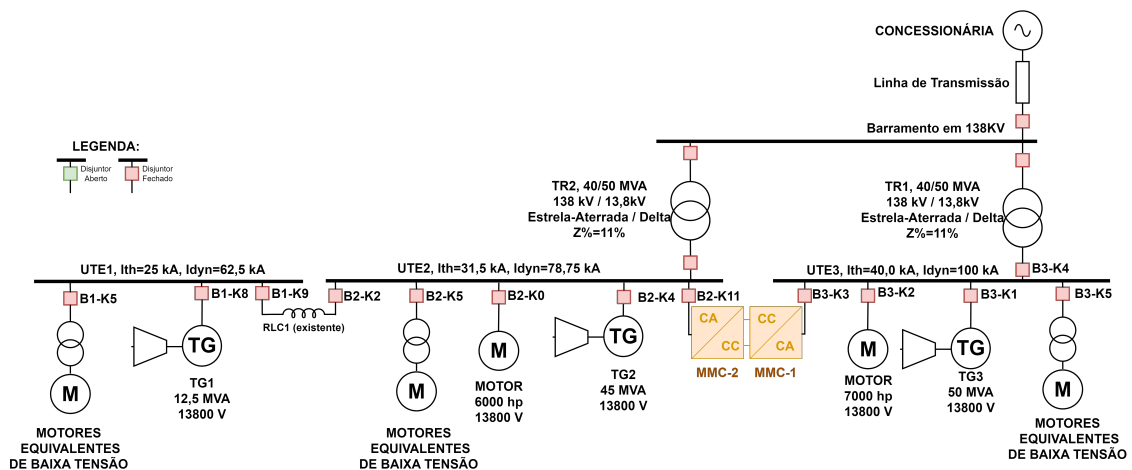 CONCESSIONÁRIA
Linha de Transmissão
Barramento em 138KV
LEGENDA:
Disjuntor
Aberto
Disjuntor
Fechado
TR2, 40/50 MVA
138 kV / 13,8kV
Estrela-Aterrada / Delta
Z%=11%
TR1, 40/50 MVA
138 kV / 13,8kV
Estrela-Aterrada / Delta
Z%=11%
UTE1, Ith=25 kA, Idyn=62,5 kA
UTE2, Ith=31,5 kA, Idyn=78,75 kA
UTE3, Ith=40,0 kA, Idyn=100 kA
B3-K4
B1-K5
B1-K8
B1-K9
B2-K2
B2-K5
B2-K0
B2-K4
B2-K11
B3-K3
B3-K2
B3-K1
B3-K5
RLC1 (existente)
CA
CC
CC
CA
MMC-2
MMC-1
M
TG
TG1
12,5 MVA
13800 V
M
M
MOTOR
6000 hp
13800 V
TG
TG2
45 MVA
13800 V
M
MOTOR
7000 hp
13800 V
TG
TG3
50 MVA
13800 V
M
MOTORES
EQUIVALENTES
DE BAIXA TENSÃO
MOTORES
EQUIVALENTES
DE BAIXA TENSÃO
MOTORES
EQUIVALENTES
DE BAIXA TENSÃO